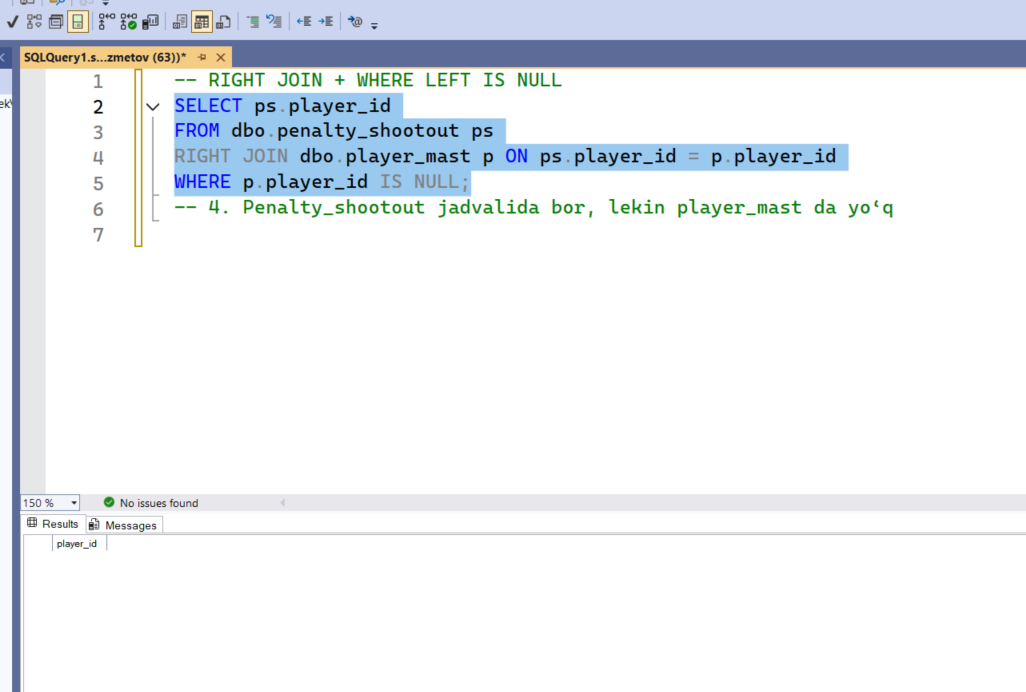 SQLQuery1.s...zmetov (63))*
1 -- RIGHT JOIN + WHERE LEFT IS NULL
2 SELECT ps.player_id
3 FROM dbo.penalty_shootout ps
4 RIGHT JOIN dbo.player_mast p ON ps.player_id = p.player_id
5 WHERE p.player_id IS NULL;
6 -- 4. Penalty_shootout jadvalida bor, lekin player_mast da yo‘q
7
150 % No issues found
Results Messages
player_id